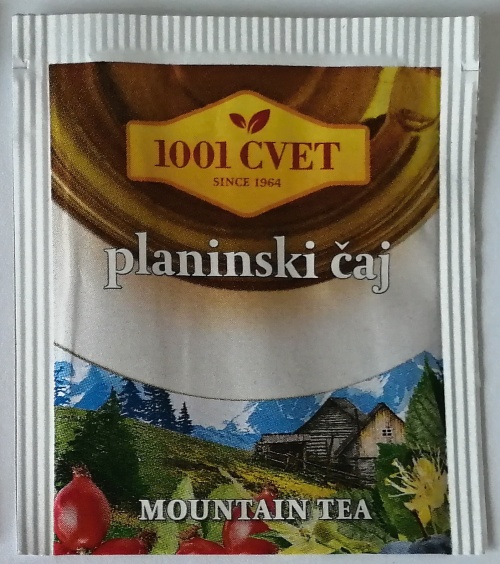 1001 CVET
SINCE 1964
planinski čaj
MOUNTAIN TEA